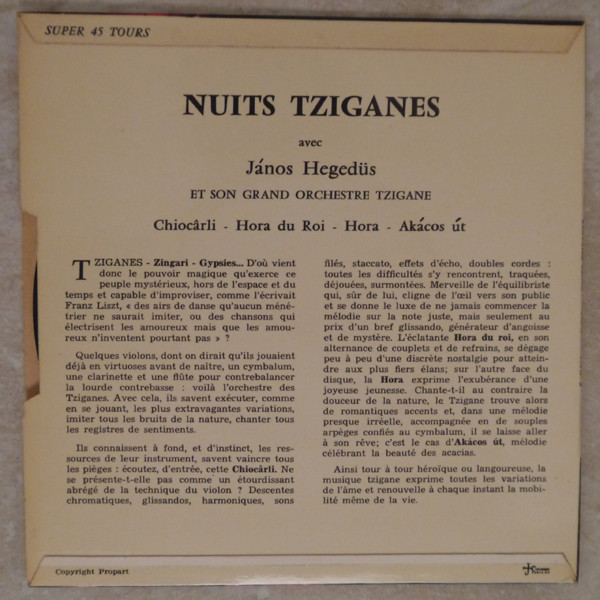 SUPER 45 TOURS
NUITS TZIGANES
avec
János Hegedüs
ET SON GRAND ORCHESTRE TZIGANE
Chiocârli - Hora du Roi - Hora - Akácos út
TZIGANES - Zingari - Gypsies... D'où vient
donc le pouvoir magique qu'exerce ce
peuple mystérieux, hors de l'espace et du
temps et capable d'improviser, comme l'écrivait
Franz Liszt, « des airs de danse qu'aucun méné-
trier ne saurait imiter, ou des chansons qui
électrisent les amoureux mais que les amou-
reux n'inventent pourtant pas » ?
Quelques violons, dont on dirait qu'ils jouaient
déjà en virtuoses avant de naître, un cymbalum,
une clarinette et une flûte pour contrebalancer
la lourde contrebasse : voilà l'orchestre des
Tziganes. Avec cela, ils savent exécuter, comme
en se jouant, les plus extravagantes variations,
imiter tous les bruits de la nature, chanter tous
les registres de sentiments.
Ils connaissent à fond, et d'instinct, les res-
sources de leur instrument, savent vaincre tous
les pièges : écoutez, d'entrée, cette Chiocârli. Ne
se présente-t-elle pas comme un étourdissant
abrégé de la technique du violon ? Descentes
chromatiques, glissandos, harmoniques, sons
filés, staccato, effets d'écho, doubles cordes :
toutes les difficultés s'y rencontrent, traquées,
déjouées, surmontées. Merveille de l'équilibriste
qui, sûr de lui, cligne de l'œil vers son public
et se donne le luxe de ne jamais commencer la
mélodie sur la note juste, mais seulement au
prix d'un bref glissando, générateur d'angoisse
et de mystère. L'éclatante Hora du roi, en son
alternance de couplets et de refrains, se dégage
peu à peu d'une discrète nostalgie pour attein-
dre aux plus fiers élans; sur l'autre face du
disque, la Hora exprime l'exubérance d'une
joyeuse jeunesse. Chante-t-il au contraire la
douceur de la nature, le Tzigane trouve alors
de romantiques accents et, dans une mélodie
presque irréelle, accompagnée en de souples
arpèges confiés au cymbalum, il se laisse aller
à son rêve; c'est le cas d'Akácos út, mélodie
célébrant la beauté des acacias.
Ainsi tour à tour héroïque ou langoureuse, la
musique tzigane exprime toutes les variations
de l'âme et renouvelle à chaque instant la mobi-
lité même de la vie.
Copyright Propart